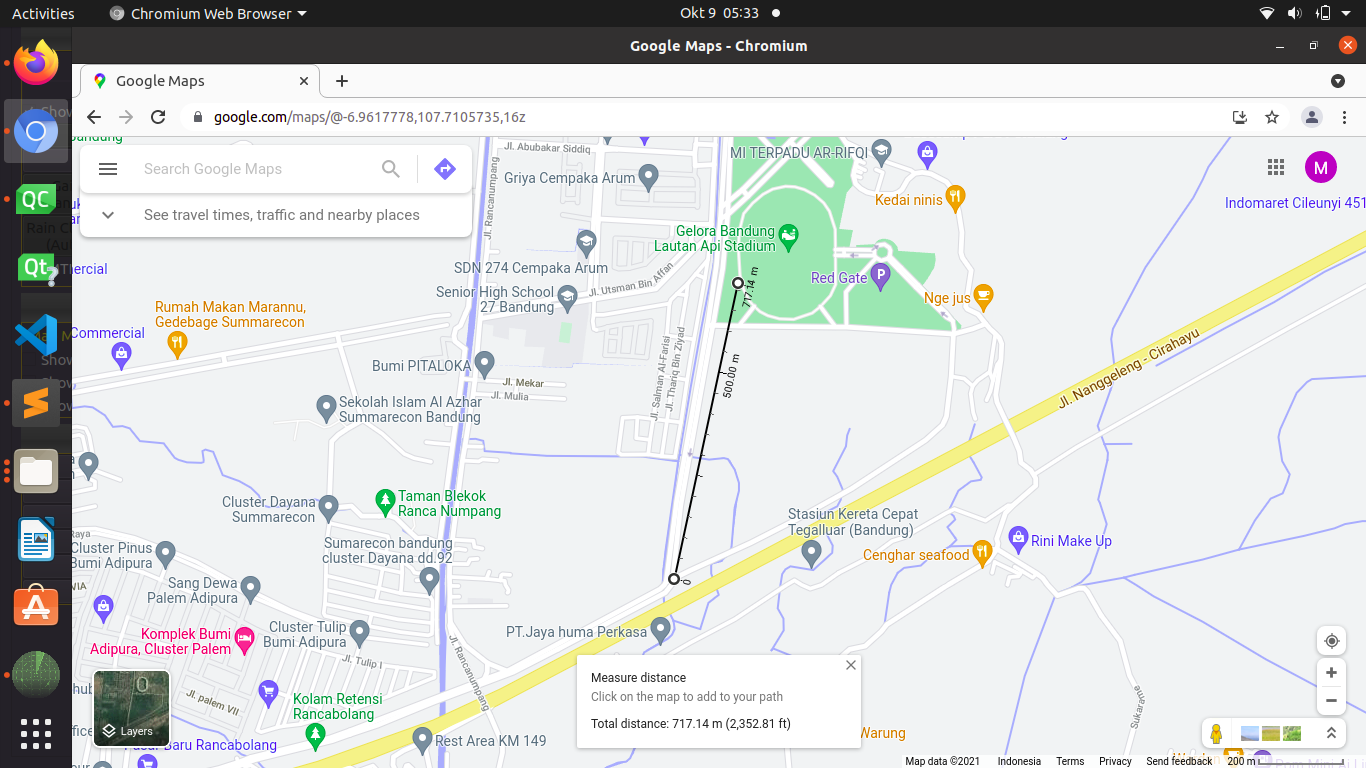 Activities
Chromium Web Browser
Okt 9 05:33
Google Maps - Chromium
Google Maps
google.com/maps/@-6.9617778,107.7105735,16z
Search Google Maps
See travel times, traffic and nearby places
M
Jl. Abubakar Siddiq
MI TERPADU AR-RIFQI
Griya Cempaka Arum
Kedai ninis
Indomaret Cileunyi 451
Jl. Rancanumpang
Gelora Bandung
Lautan Api Stadium
SDN 274 Cempaka Arum
Jl. Utsman Bin Affan
Red Gate
P
Senior High School
27 Bandung
717.14 m
Nge jus
Rumah Makan Marannu,
Gedebage Summarecon
Commercial
Jl. Salman Al-Farisi
Jl. Thariq Bin Ziyad
Jl. Nanggeleng - Cirahayu
Bumi PITALOKA
Jl. Mekar
Jl. Mulia
500.00 m
Sekolah Islam Al Azhar
Summarecon Bandung
Taman Blekok
Ranca Numpang
Cluster Dayana
Summarecon
Stasiun Kereta Cepat
Tegalluar (Bandung)
Sumarecon bandung
cluster Dayana dd.92
Cenghar seafood
Rini Make Up
Cluster Pinus
Bumi Adipura
0
Sang Dewa
Palem Adipura
Cluster Tulip
Bumi Adipura
Komplek Bumi
Adipura, Cluster Palem
PT.Jaya huma Perkasa
Jl. Tulip I
Jl. Rancanumpang
Jl. palem VII
Kolam Retensi
Rancabolang
Rest Area KM 149
Baru Rancabolang
Layers
Measure distance
Click on the map to add to your path
Total distance: 717.14 m (2,352.81 ft)
Warung
Sukara
Map data ©2021
Indonesia
Terms
Privacy
Send feedback
200 m
QC
Qt